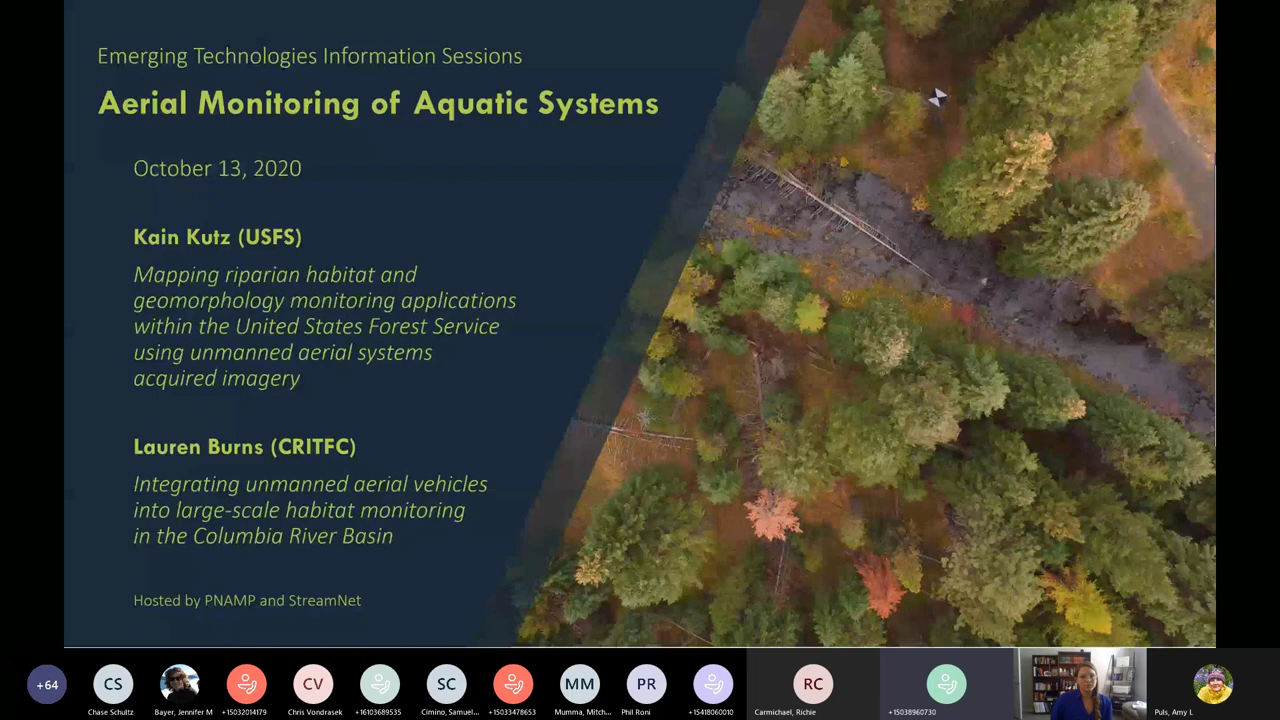 Emerging Technologies Information Sessions
Aerial Monitoring of Aquatic Systems
October 13, 2020
Kain Kutz (USFS)
Mapping riparian habitat and
geomorphology monitoring applications
within the United States Forest Service
using unmanned aerial systems
acquired imagery
Lauren Burns (CRITFC)
Integrating unmanned aerial vehicles
into large-scale habitat monitoring
in the Columbia River Basin
Hosted by PNAMP and StreamNet
+64
CS
CV
SC
MM
PR
RC
Chase Schultz
Bayer, Jennifer M
+15032014179
Chris Vondrasek
+16103689535
Cimino, Samuel...
+15033478653
Mumma, Mitch...
Phil Roni
+15418060010
Carmichael, Richie
+15038960730
Puls, Amy L